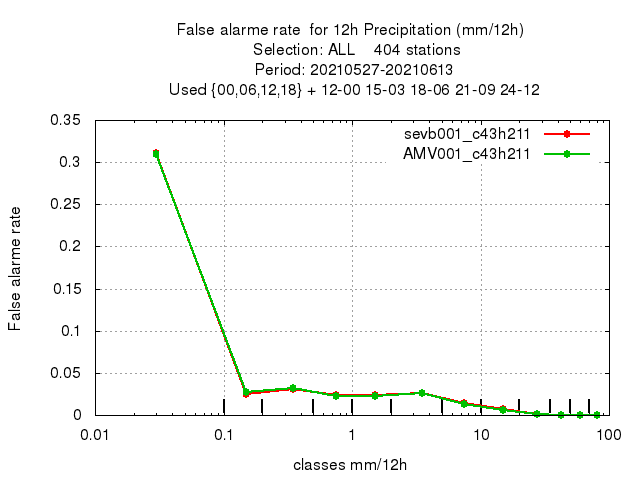 False alarme rate  for 12h Precipitation (mm/12h)
Selection: ALL    404 stations
Period: 20210527-20210613
Used {00,06,12,18} + 12-00 15-03 18-06 21-09 24-12
sevb001_c43h211
AMV001_c43h211
0.35
0.3
0.25
0.2
0.15
0.1
0.05
0
False alarme rate
0.01 0.1 1 10 100
classes mm/12h